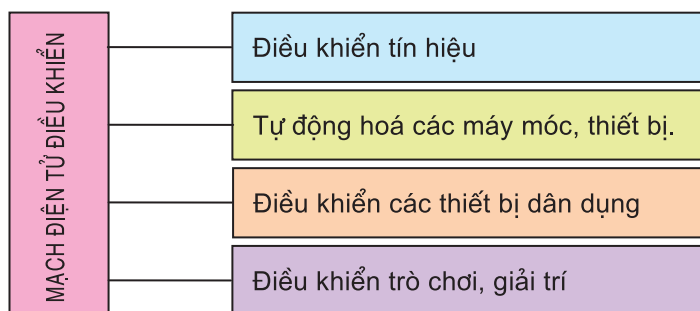 MẠCH ĐIỆN TỬ ĐIỀU KHIỂN
Điều khiển tín hiệu
Tự động hoá các máy móc, thiết bị.
Điều khiển các thiết bị dân dụng
Điều khiển trò chơi, giải trí